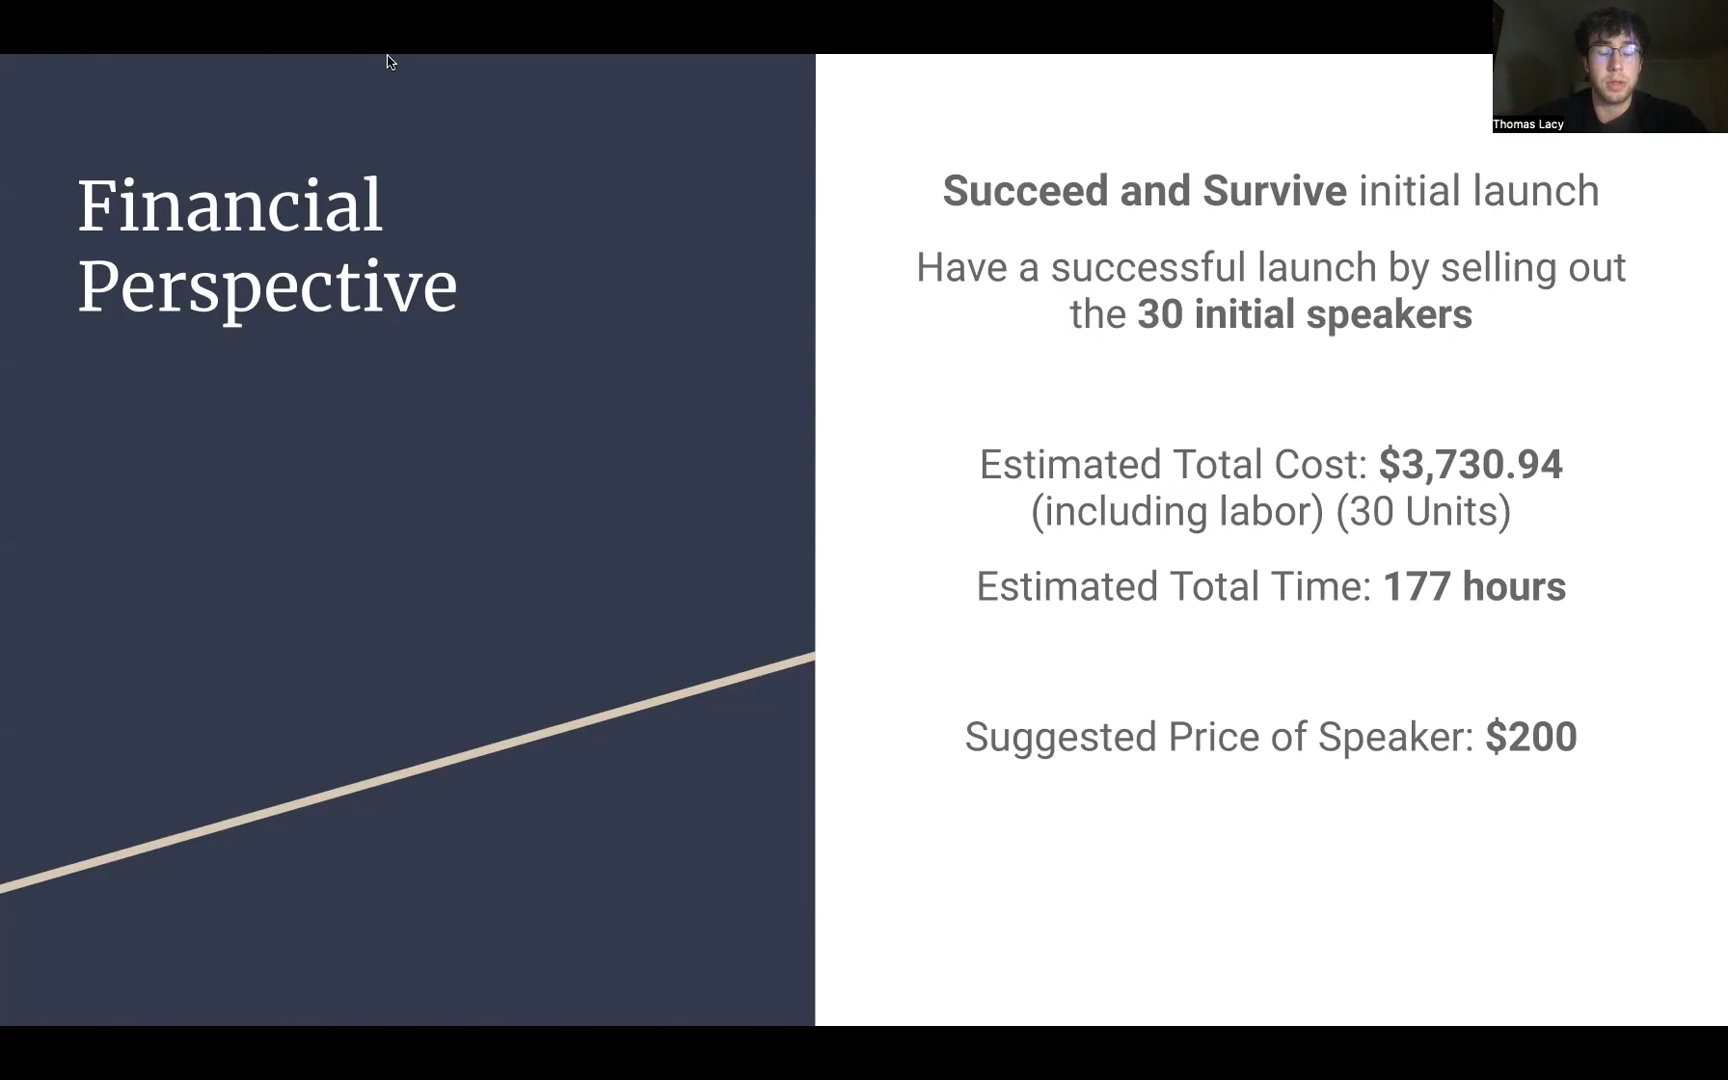 Thomas Lacy
Financial
Perspective
Succeed and Survive initial launch
Have a successful launch by selling out
the 30 initial speakers
Estimated Total Cost: $3,730.94
(including labor) (30 Units)
Estimated Total Time: 177 hours
Suggested Price of Speaker: $200